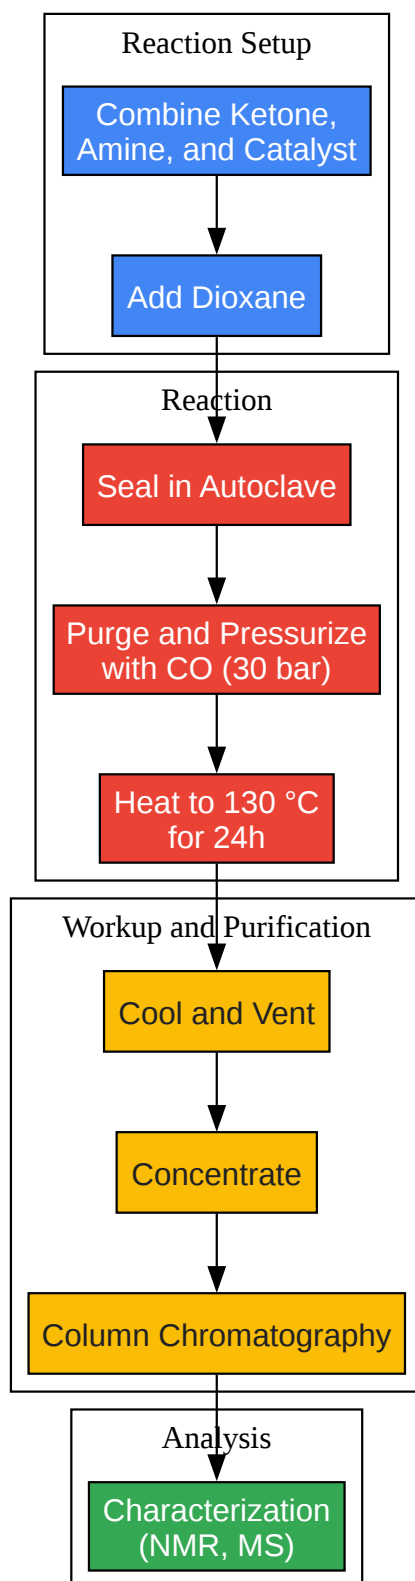 Reaction Setup
Combine Ketone,
Amine, and Catalyst
Add Dioxane
Reaction
Seal in Autoclave
Purge and Pressurize
with CO (30 bar)
Heat to 130 °C
for 24h
Workup and Purification
Cool and Vent
Concentrate
Column Chromatography
Analysis
Characterization
(NMR, MS)